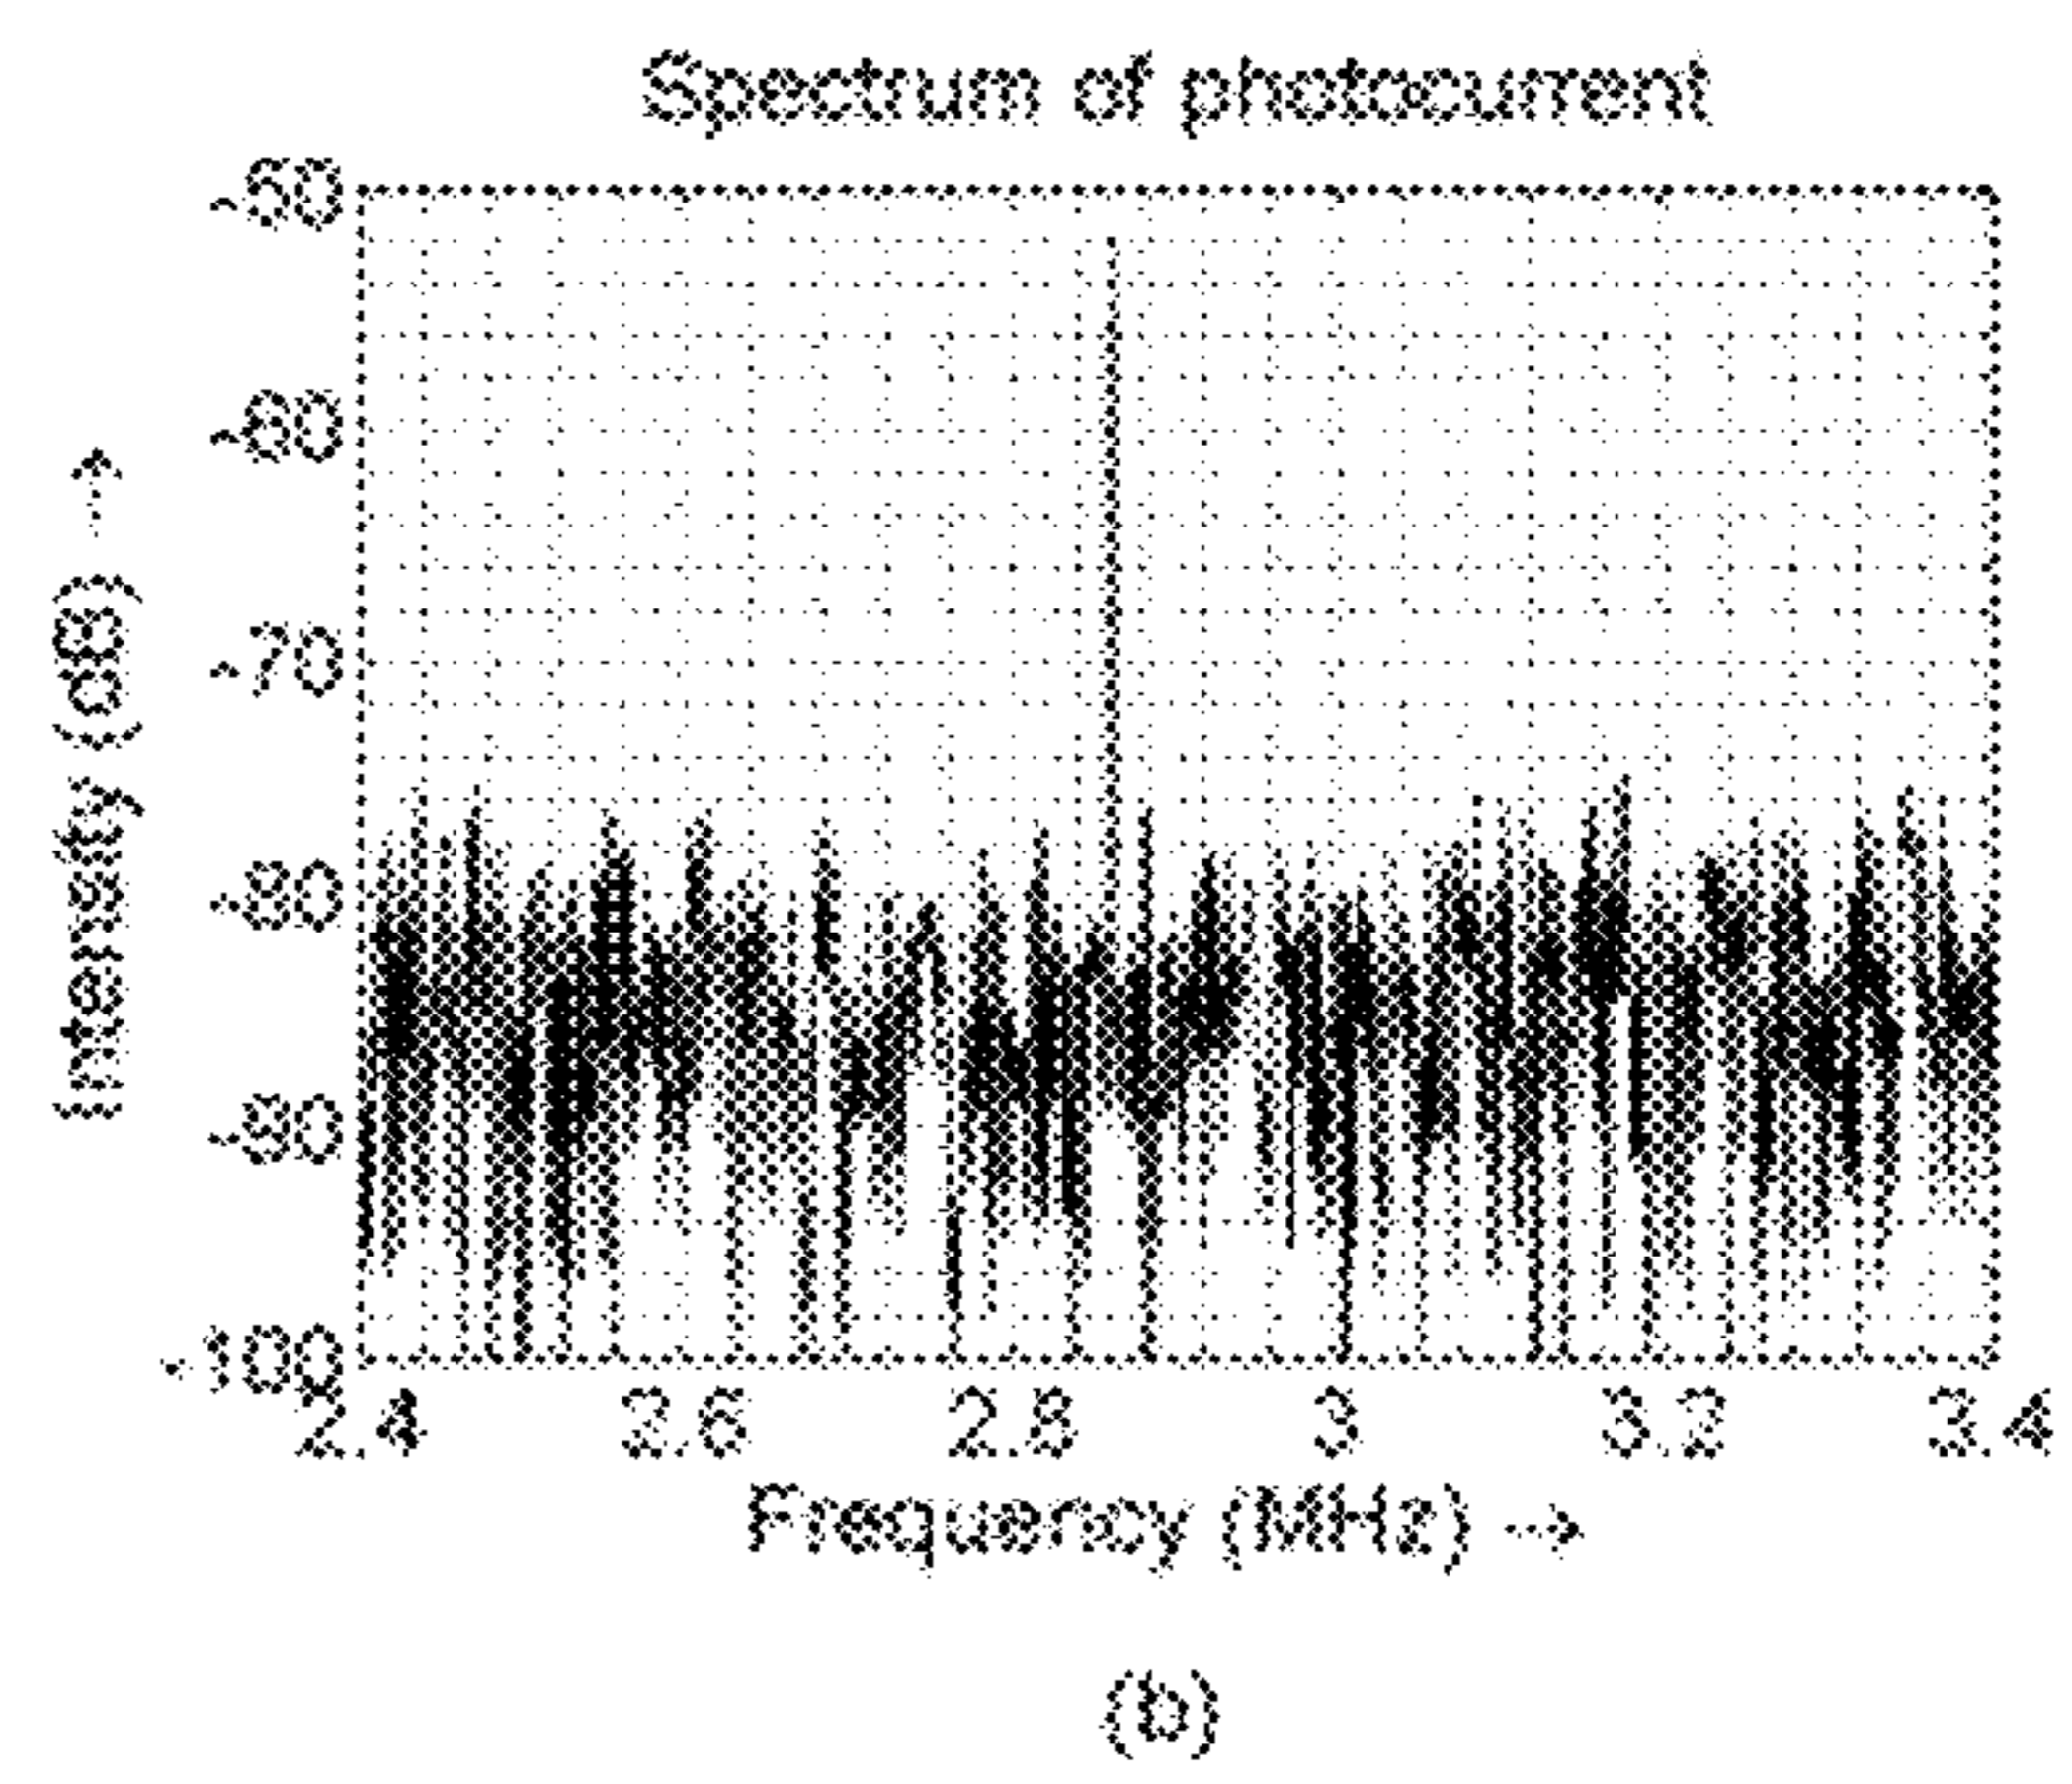 Spectrum of photocurrent
Intensity (dB) -->
-50
-60
-70
-80
-90
-100
2.4 2.6 2.8 3 3.2 3.4
Frequency (MHz) -->
(b)